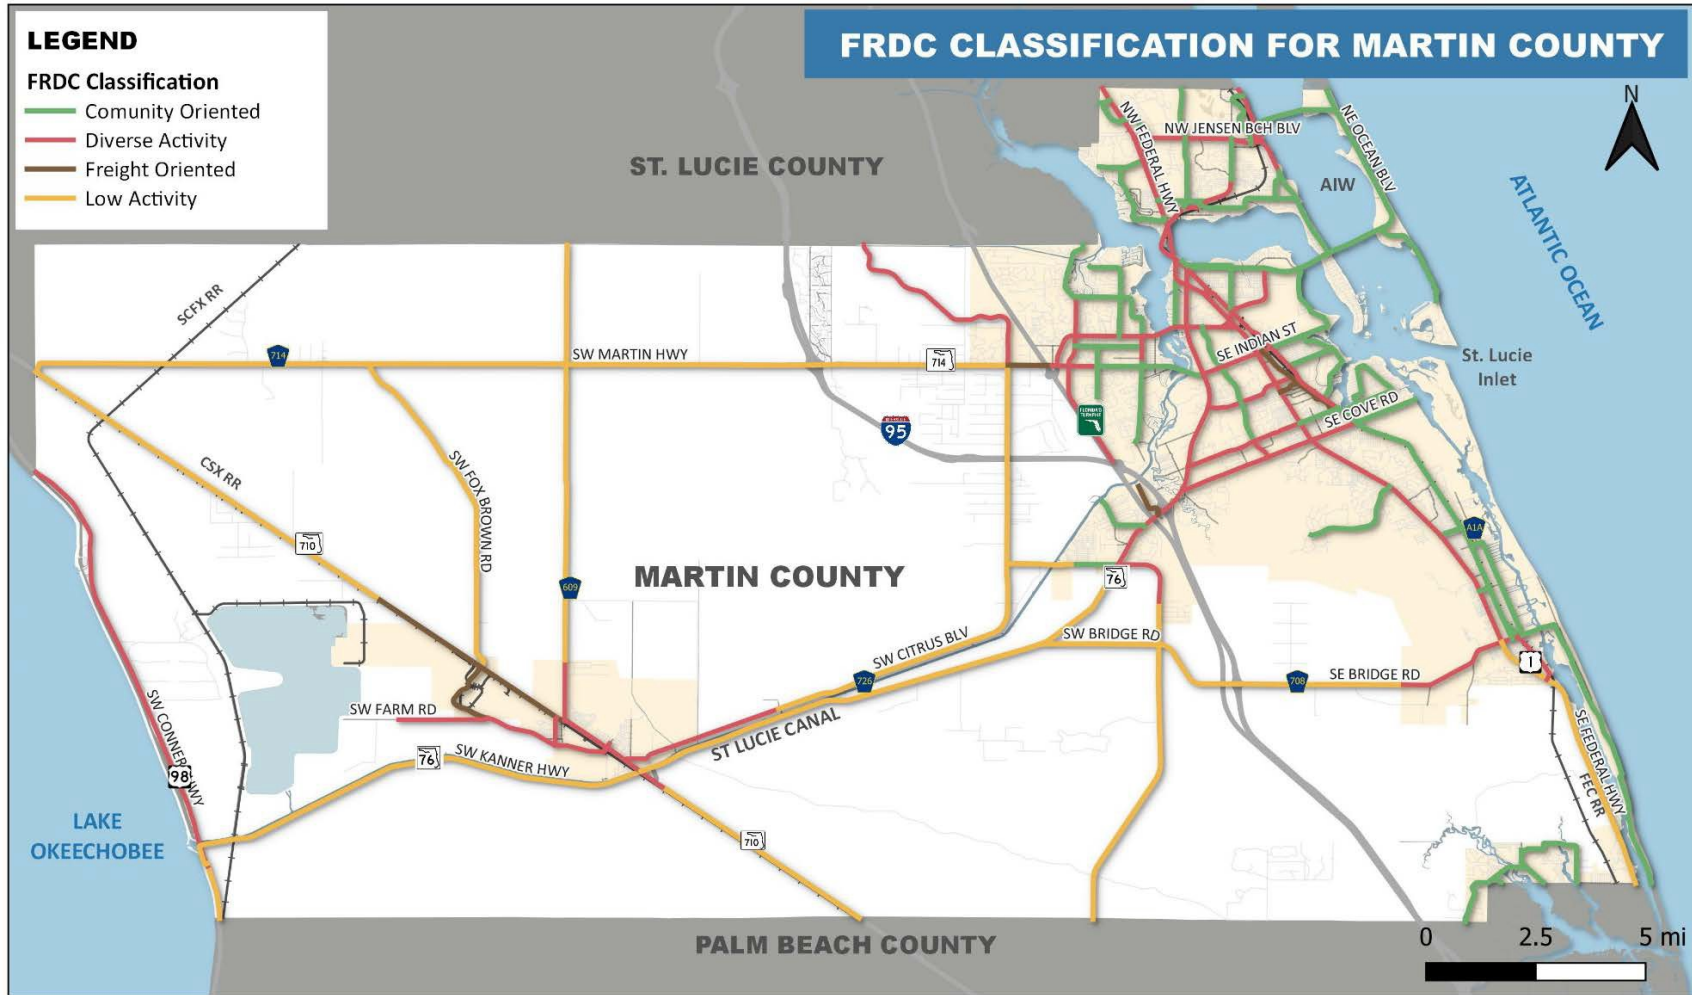 LEGEND
FRDC Classification
Comunity Oriented
Diverse Activity
Freight Oriented
Low Activity
FRDC CLASSIFICATION FOR MARTIN COUNTY
N
ST. LUCIE COUNTY
NW FEDERAL HWY
NW JENSEN BCH BLV
NE OCEAN BLV
AIW
ATLANTIC OCEAN
SCFX RR
714
SW MARTIN HWY
714
SE INDIAN ST
St. Lucie
Inlet
FLORIDA'S
TURNPIKE
INTERSTATE
95
SE COVE RD
CSX RR
SW FOX BROWN RD
710
A1A
609
MARTIN COUNTY
76
SW BRIDGE RD
SW CITRUS BLV
726
1
SE BRIDGE RD
708
SW FARM RD
SW CONNER HWY
98
76
SW KANNER HWY
ST LUCIE CANAL
SE FEDERAL HWY
FEC RR
710
LAKE
OKEECHOBEE
PALM BEACH COUNTY
0 2.5 5 mi